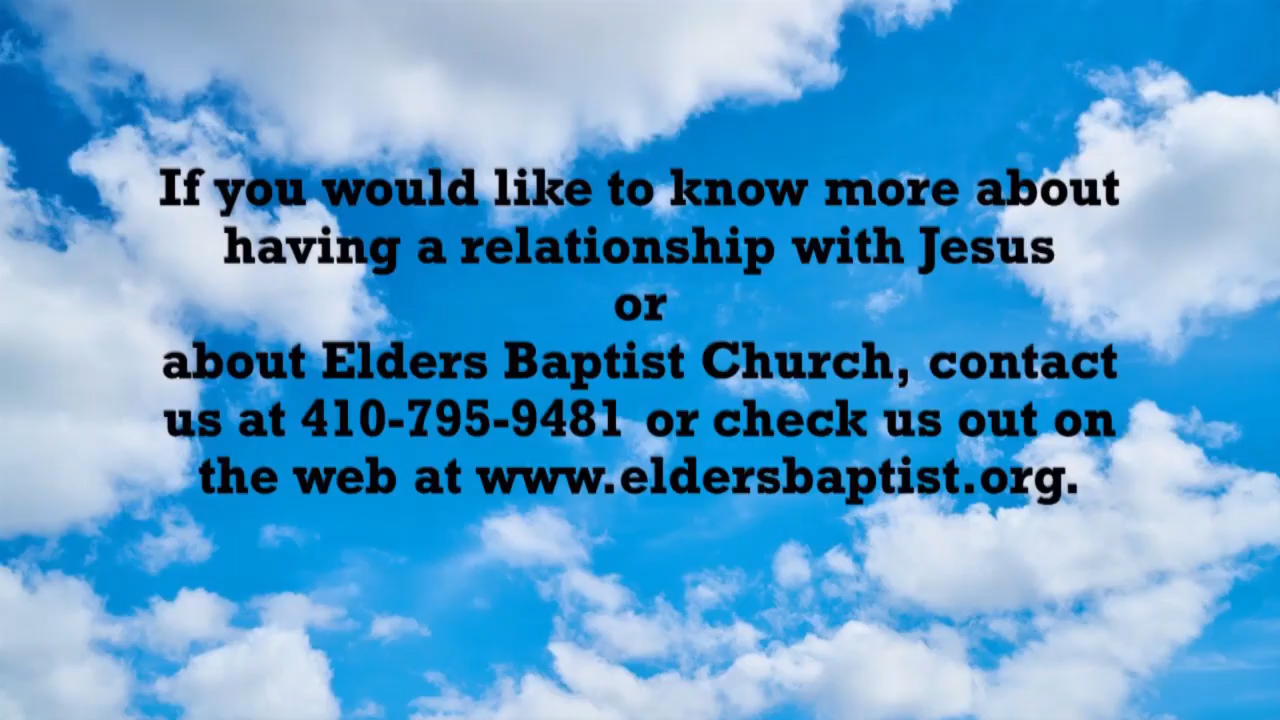 If you would like to know more about
having a relationship with Jesus
or
about Elders Baptist Church, contact
us at 410-795-9481 or check us out on
the web at www.eldersbaptist.org.